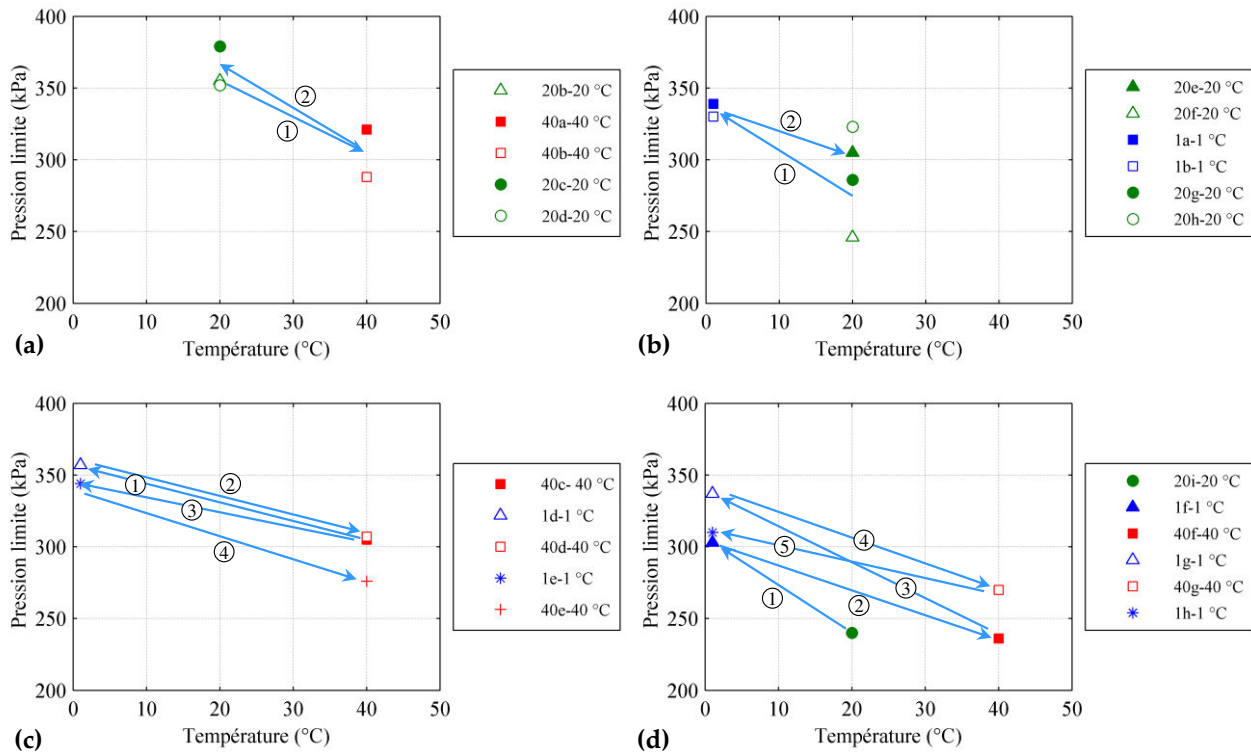 400
350
300
250
200
Pression limite (kPa)
0 10 20 30 40 50
Température (°C)
① ②
20b-20 °C
40a-40 °C
40b-40 °C
20c-20 °C
20d-20 °C
(a)
400
350
300
250
200
Pression limite (kPa)
0 10 20 30 40 50
Température (°C)
① ②
20e-20 °C
20f-20 °C
1a-1 °C
1b-1 °C
20g-20 °C
20h-20 °C
(b)
400
350
300
250
200
Pression limite (kPa)
0 10 20 30 40 50
Température (°C)
① ② ③ ④
40c- 40 °C
1d-1 °C
40d-40 °C
1e-1 °C
40e-40 °C
(c)
400
350
300
250
200
Pression limite (kPa)
0 10 20 30 40 50
Température (°C)
① ② ③ ④ ⑤
20i-20 °C
1f-1 °C
40f-40 °C
1g-1 °C
40g-40 °C
1h-1 °C
(d)